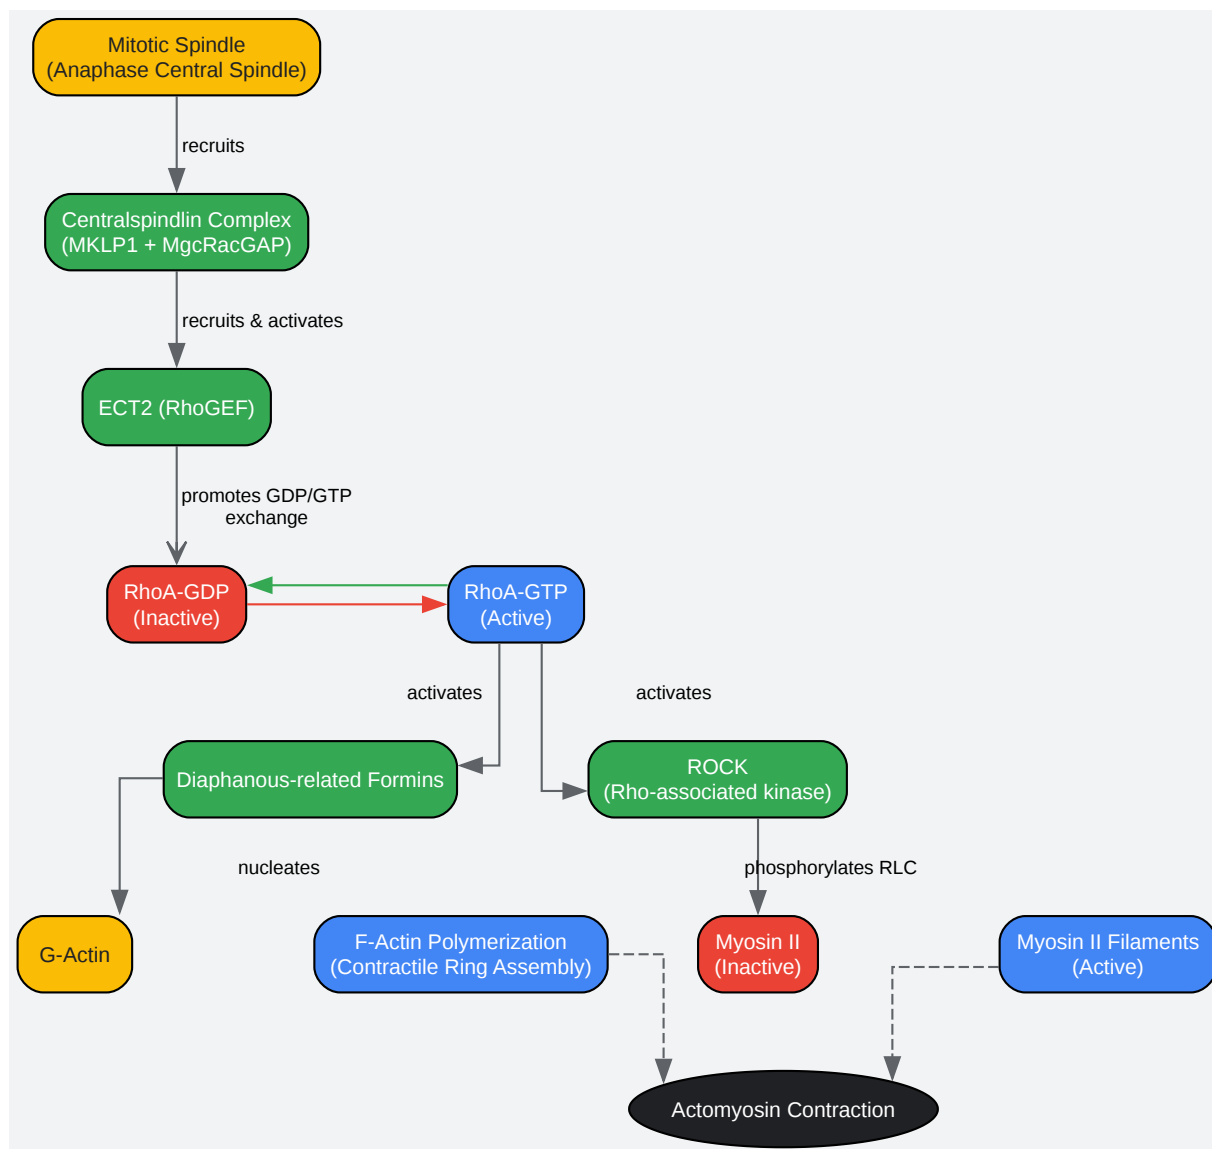 Mitotic Spindle
(Anaphase Central Spindle)
recruits
Centralspindlin Complex
(MKLP1 + MgcRacGAP)
recruits & activates
ECT2 (RhoGEF)
promotes GDP/GTP
exchange
RhoA-GDP
(Inactive)
RhoA-GTP
(Active)
activates
activates
Diaphanous-related Formins
ROCK
(Rho-associated kinase)
nucleates
phosphorylates RLC
G-Actin
F-Actin Polymerization
(Contractile Ring Assembly)
Myosin II
(Inactive)
Myosin II Filaments
(Active)
Actomyosin Contraction